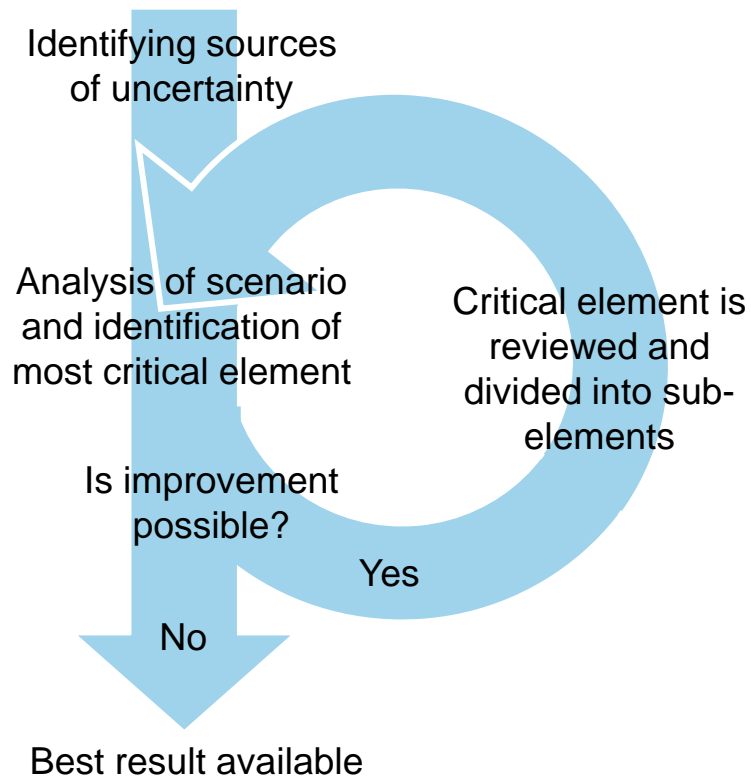 Identifying sources
of uncertainty
Analysis of scenario
and identification of
most critical element
Critical element is
reviewed and
divided into sub-
elements
Is improvement
possible?
Yes
No
Best result available